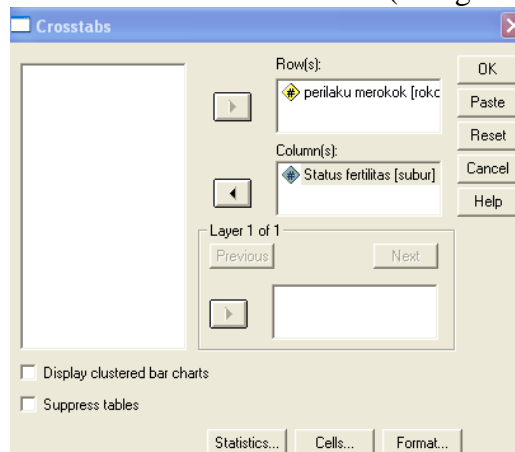 Crosstabs
Row(s):
perilaku merokok [rokc
Column(s):
Status fertilitas [subur]
Layer 1 of 1
Previous
Next
Display clustered bar charts
Suppress tables
Statistics...
Cells...
Format...
OK
Paste
Reset
Cancel
Help